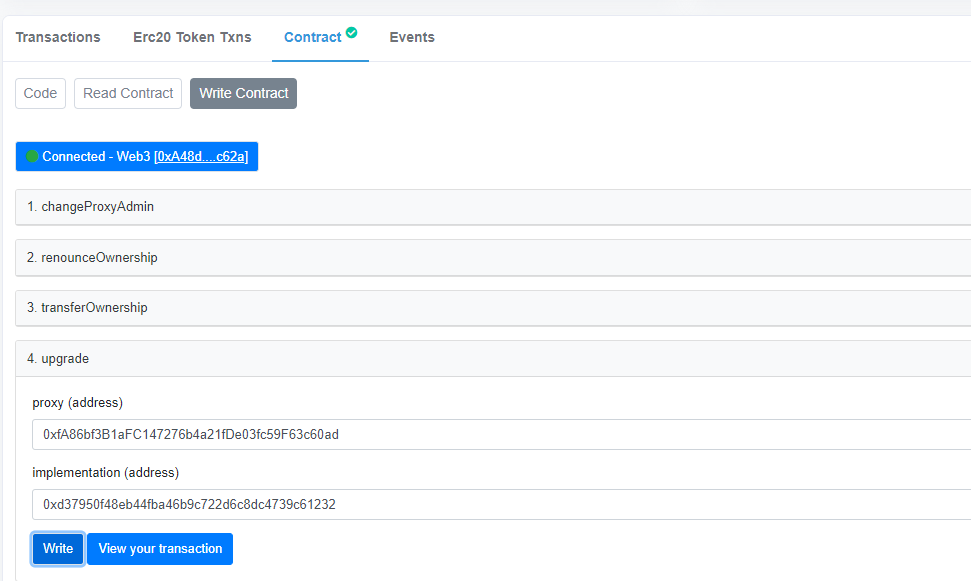 Transactions Erc20 Token Txns Contract Events
Code Read Contract Write Contract
Connected - Web3 [0xA48d....c62a]
1. changeProxyAdmin
2. renounceOwnership
3. transferOwnership
4. upgrade
proxy (address)
0xfA86bf3B1aFC147276b4a21fDe03fc59F63c60ad
implementation (address)
0xd37950f48eb44fba46b9c722d6c8dc4739c61232
Write View your transaction